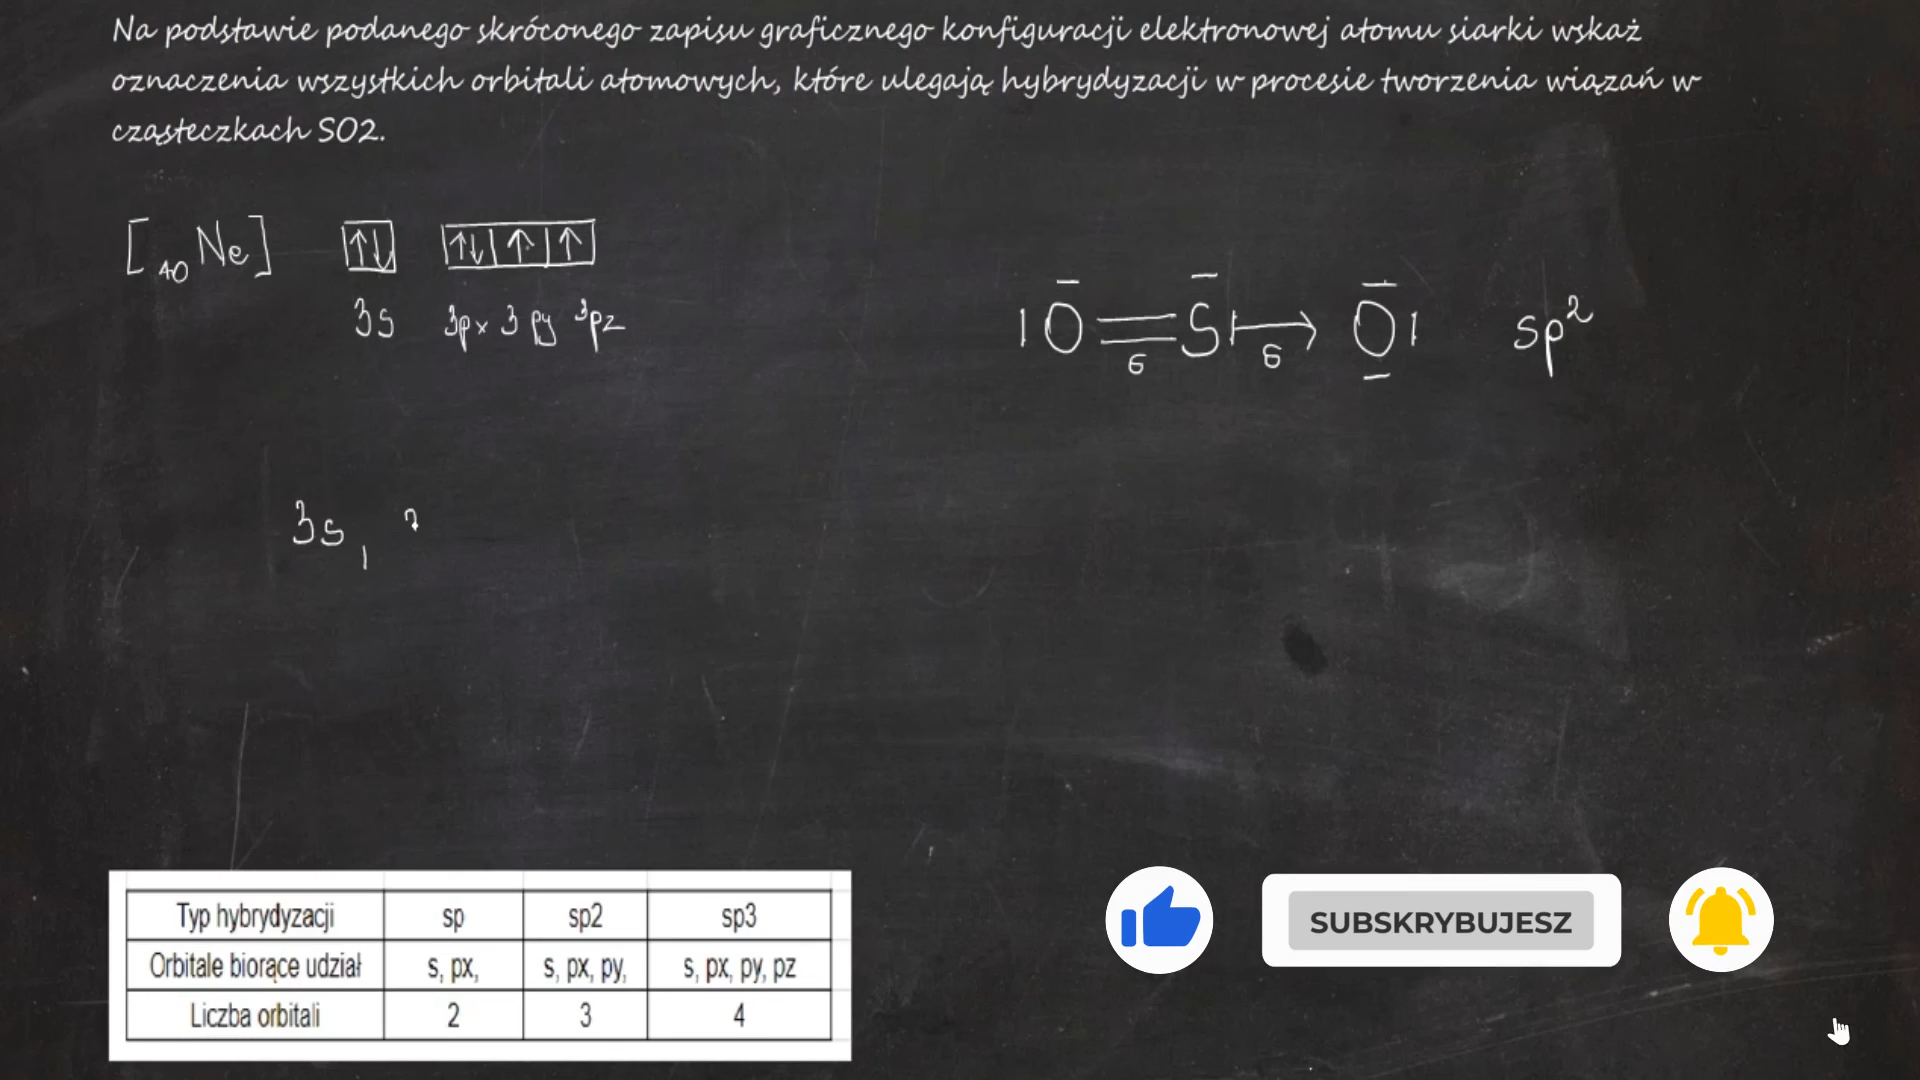 Na podstawie podanego skróconego zapisu graficznego konfiguracji elektronowej atomu siarki wskaż
oznaczenia wszystkich orbitali atomowych, które ulegają hybrydyzacji w procesie tworzenia wiązań w
cząsteczkach SO2.
[₁₀Ne] ↑↓ ↑↓ ↑ ↑
3s 3px 3py 3pz
|O=S→O| sp²
6 6
3s,
Typ hybrydyzacji sp sp2 sp3
Orbitale biorące udział s, px, s, px, py, s, px, py, pz
Liczba orbitali 2 3 4
SUBSKRYBUJESZ